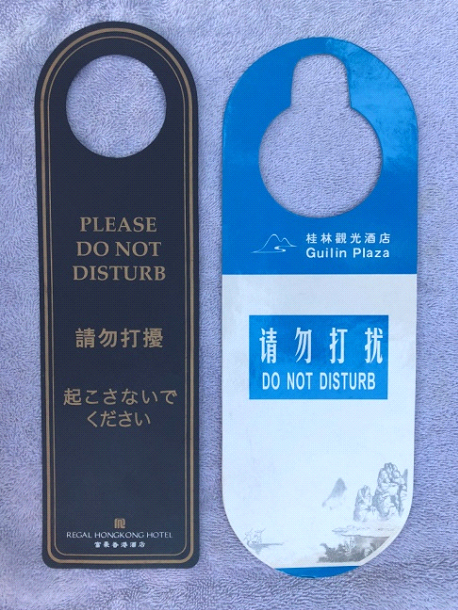 PLEASE
DO NOT
DISTURB
請勿打擾
起こさないで
ください
REGAL HONGKONG HOTEL
富豪香港酒店
桂林觀光酒店
Guilin Plaza
请勿打扰
DO NOT DISTURB